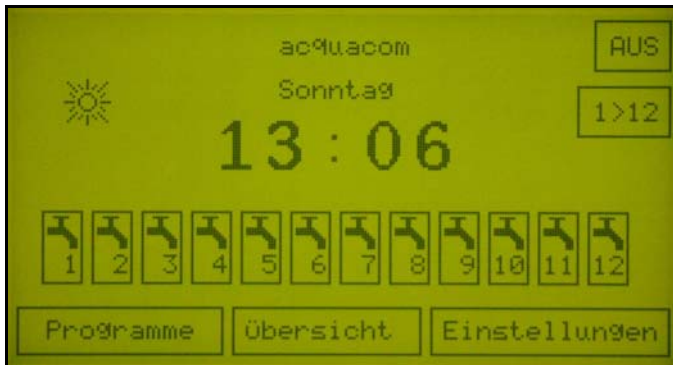 acquacom
AUS
Sonntag
1>12
13:06
1 2 3 4 5 6 7 8 9 10 11 12
Programme
Übersicht
Einstellungen